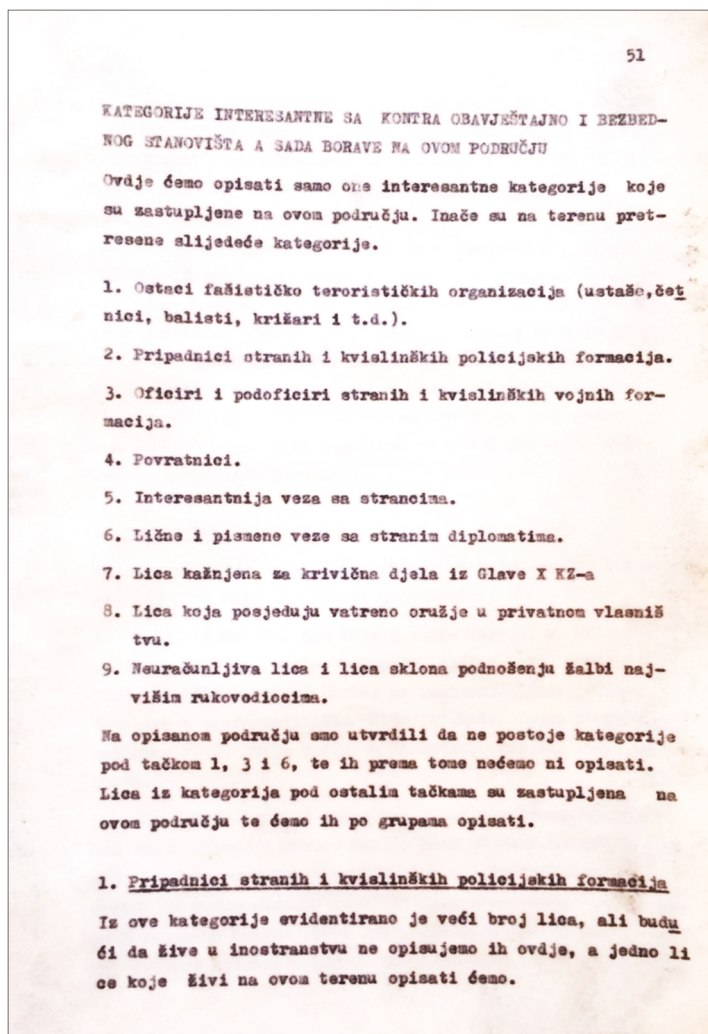 51
KATEGORIJE INTERESANTNE SA KONTRA OBAVJEŠTAJNO I BEZBED-
NOG STANOVIŠTA A SADA BORAVE NA OVOM PODRUČJU
Ovdje ćemo opisati samo one interesantne kategorije koje
su zastupljene na ovom području. Inače su na terenu pret-
resene slijedeće kategorije.
1. Ostaci fašističko terorističkih organizacija (ustaše,čet
nici, balisti, križari i t.d.).
2. Pripadnici stranih i kvislinških policijskih formacija.
3. Oficiri i podoficiri stranih i kvislinških vojnih for-
macija.
4. Povratnici.
5. Interesantnija veza sa strancima.
6. Lične i pismene veze sa stranim diplomatima.
7. Lica kažnjena za krivična djela iz Glave X KZ-a
8. Lica koja posjeduju vatreno oružje u privatnom vlasniš
tvu.
9. Neuračunljiva lica i lica sklona podnošenju žalbi naj-
višim rukovodiocima.
Na opisanom području smo utvrdili da ne postoje kategorije
pod tačkom 1, 3 i 6, te ih prema tome nećemo ni opisati.
Lica iz kategorija pod ostalim tačkama su zastupljena na
ovom području te ćemo ih po grupama opisati.
1. Pripadnici stranih i kvislinških policijskih formacija
Iz ove kategorije evidentirano je veći broj lica, ali budu
ći da žive u inostranstvu ne opisujemo ih ovdje, a jedno li
ce koje živi na ovom terenu opisati ćemo.